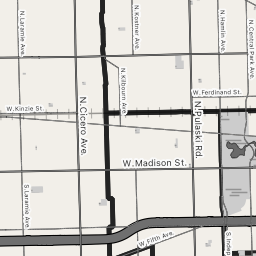 N. Laramie Ave.
N. Kostner Ave.
N. Hamlin Ave.
N. Central Park Ave.
N. Kilbourn Ave.
W. Ferdinand St.
W. Kinzie St.
N. Cicero Ave.
N. Pulaski Rd.
W. Madison St.
S. Laramie Ave.
W. Fifth Ave.
S. Indep